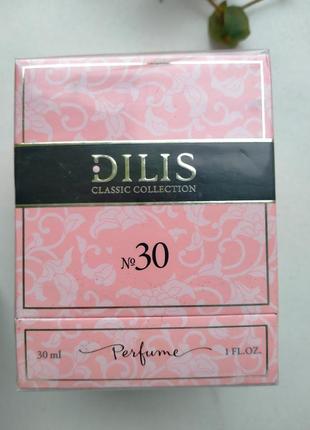 DILIS
CLASSIC COLLECTION
№30
30 ml Perfume 1 FL.OZ.